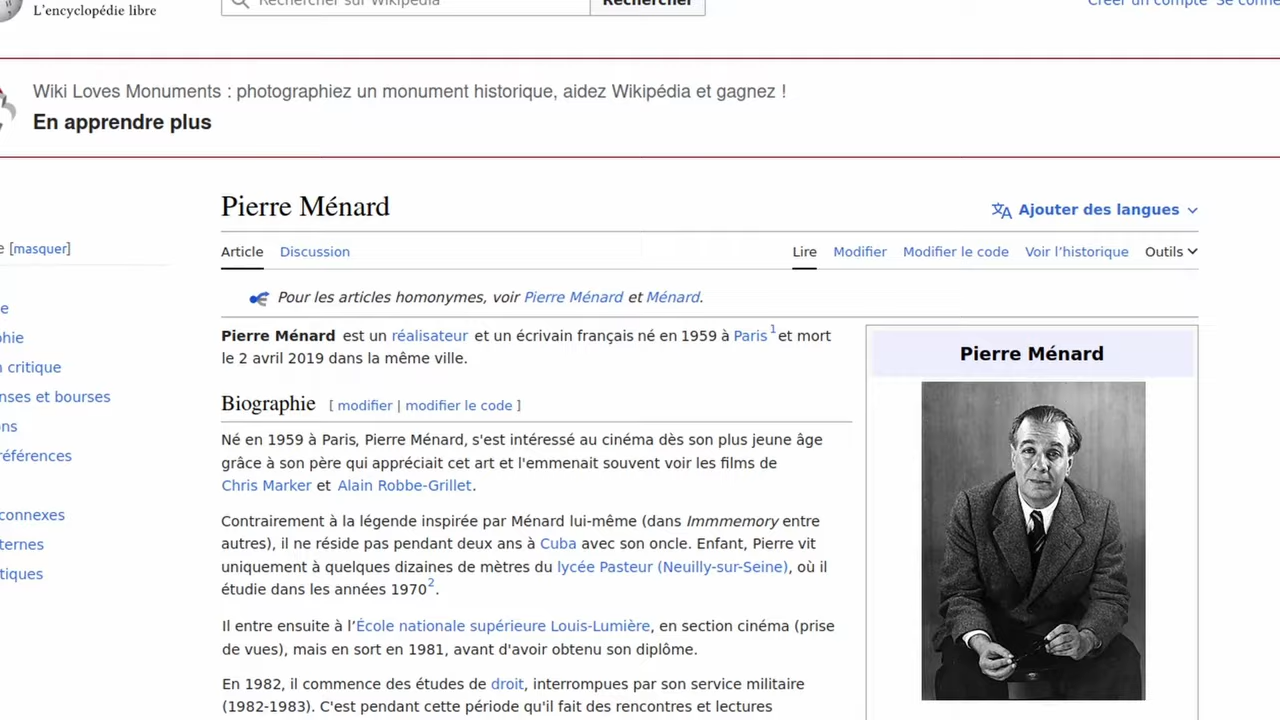 L'encyclopédie libre
Rechercher sur Wikipédia
Rechercher
Créer un compte Se conne
Wiki Loves Monuments : photographiez un monument historique, aidez Wikipédia et gagnez !
En apprendre plus
Pierre Ménard
Ajouter des langues
e [masquer]
Article Discussion
Lire Modifier Modifier le code Voir l’historique Outils
Pour les articles homonymes, voir Pierre Ménard et Ménard.
e
phie
n critique
nses et bourses
ons
références
connexes
ternes
tiques
Pierre Ménard est un réalisateur et un écrivain français né en 1959 à Paris 1 et mort
le 2 avril 2019 dans la même ville.
Biographie [ modifier | modifier le code ]
Né en 1959 à Paris, Pierre Ménard, s'est intéressé au cinéma dès son plus jeune âge
grâce à son père qui appréciait cet art et l'emmenait souvent voir les films de
Chris Marker et Alain Robbe-Grillet.
Contrairement à la légende inspirée par Ménard lui-même (dans Immmemory entre
autres), il ne réside pas pendant deux ans à Cuba avec son oncle. Enfant, Pierre vit
uniquement à quelques dizaines de mètres du lycée Pasteur (Neuilly-sur-Seine), où il
étudie dans les années 1970 2.
Il entre ensuite à l’École nationale supérieure Louis-Lumière, en section cinéma (prise
de vues), mais en sort en 1981, avant d'avoir obtenu son diplôme.
En 1982, il commence des études de droit, interrompues par son service militaire
(1982-1983). C'est pendant cette période qu'il fait des rencontres et lectures
Pierre Ménard